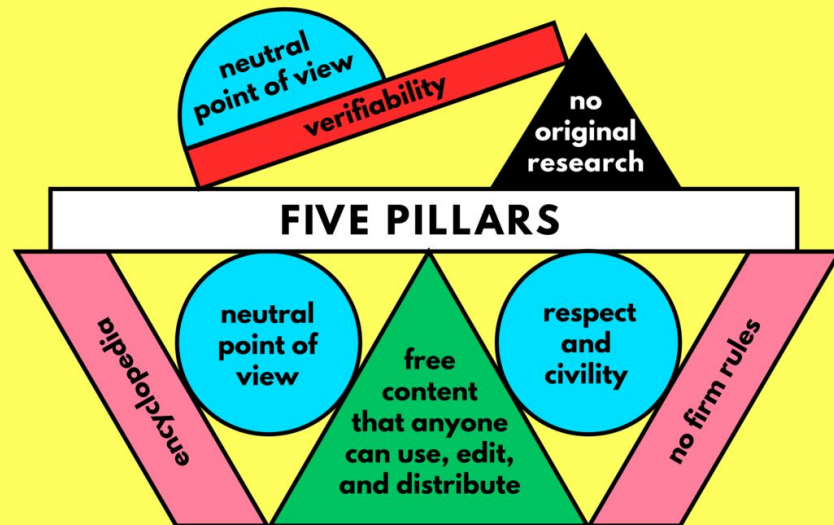 neutral
point of view
verifiability
no
original
research
FIVE PILLARS
encyclopedia
neutral
point of
view
free
content
that anyone
can use, edit,
and distribute
respect
and
civility
no firm rules